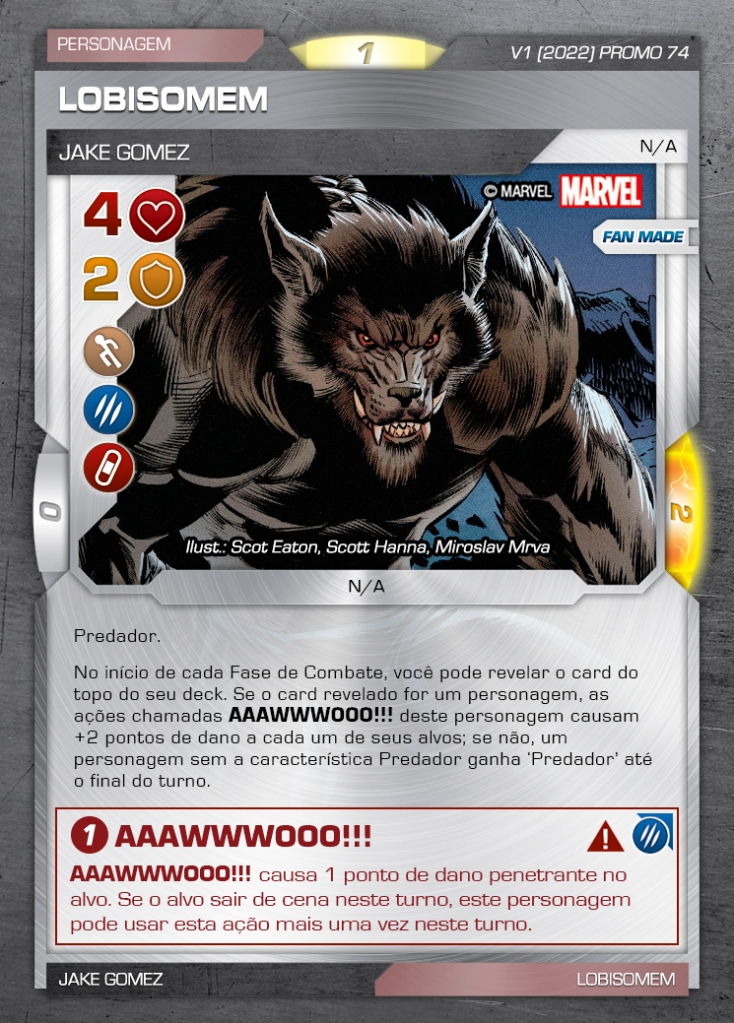 PERSONAGEM
1
V1 (2022) PROMO 74
LOBISOMEM
JAKE GOMEZ
N/A
© MARVEL MARVEL
4
FAN MADE
2
0
2
Ilust.: Scot Eaton, Scott Hanna, Miroslav Mrva
N/A
Predador.
No início de cada Fase de Combate, você pode revelar o card do
topo do seu deck. Se o card revelado for um personagem, as
ações chamadas AAAWWWOOO!!! deste personagem causam
+2 pontos de dano a cada um de seus alvos; se não, um
personagem sem a característica Predador ganha ‘Predador’ até
o final do turno.
1 AAAWWWOOO!!!
AAAWWWOOO!!! causa 1 ponto de dano penetrante no
alvo. Se o alvo sair de cena neste turno, este personagem
pode usar esta ação mais uma vez neste turno.
JAKE GOMEZ
LOBISOMEM